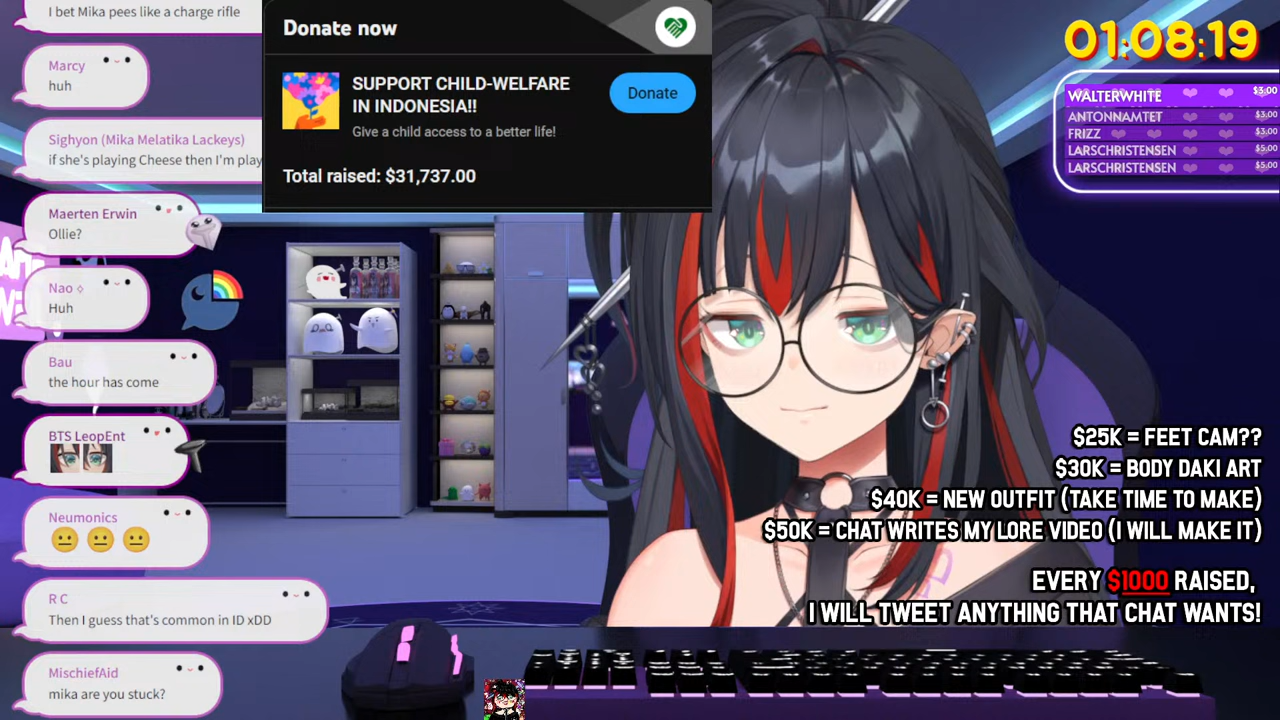 I bet Mika pees like a charge rifle
Marcy
huh
Sighyon (Mika Melatika Lackeys)
if she's playing Cheese then I'm play
Maerten Erwin
Ollie?
Nao
Huh
Bau
the hour has come
BTS LeopEnt
Neumonics
R C
Then I guess that's common in ID xDD
MischiefAid
mika are you stuck?
Donate now
SUPPORT CHILD-WELFARE
IN INDONESIA!!
Donate
Give a child access to a better life!
Total raised: $31,737.00
01:08:19
WALTERWHITE $3.00
ANTONNAMTET $3.00
FRIZZ $3.00
LARSCHRISTENSEN $5.00
LARSCHRISTENSEN $5.00
$25K = FEET CAM??
$30K = BODY DAKI ART
$40K = NEW OUTFIT (TAKE TIME TO MAKE)
$50K = CHAT WRITES MY LORE VIDEO (I WILL MAKE IT)
EVERY $1000 RAISED,
I WILL TWEET ANYTHING THAT CHAT WANTS!